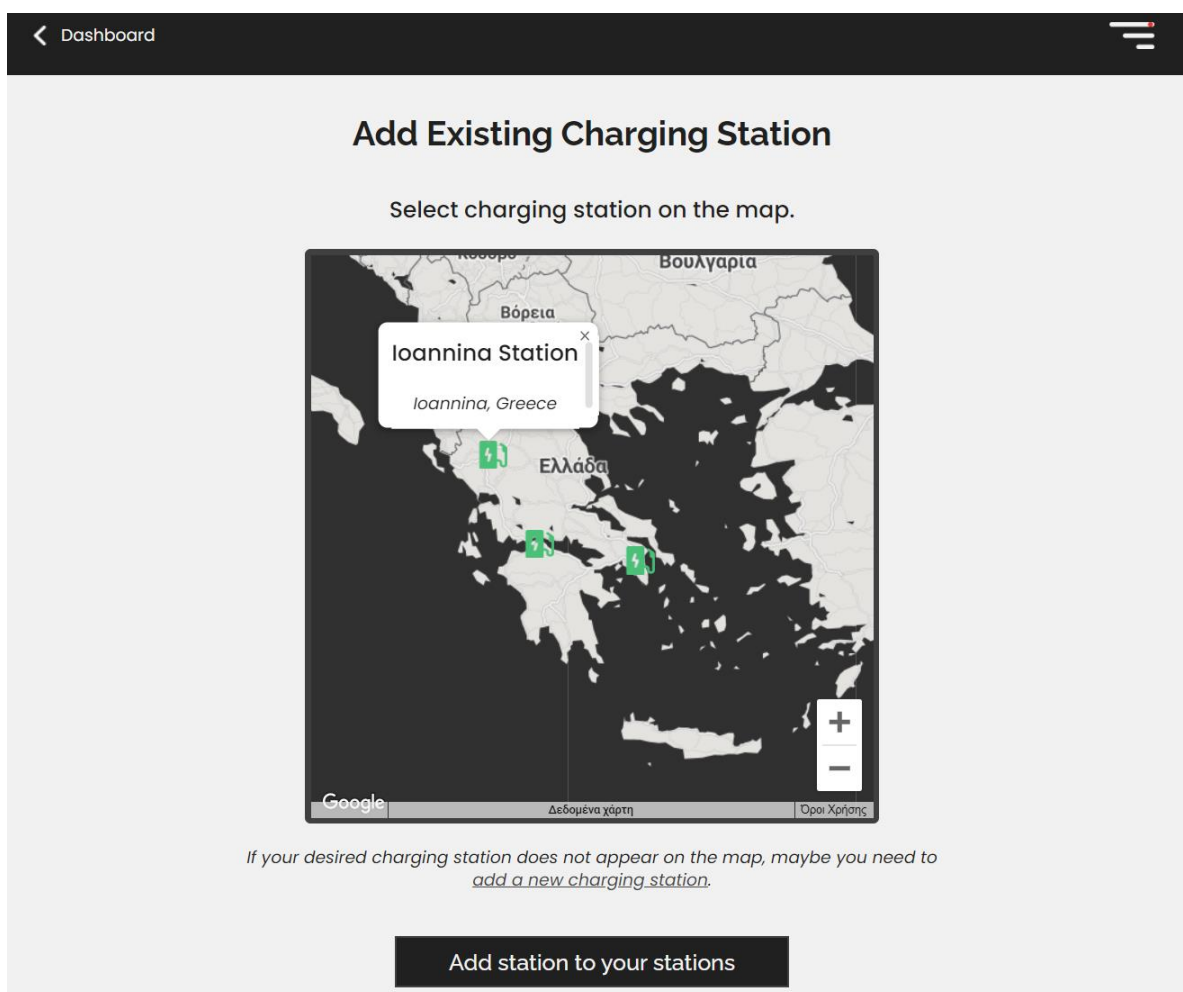 Dashboard
Add Existing Charging Station
Select charging station on the map.
Βουλγαρία
Βόρεια
Ioannina Station
Ioannina, Greece
Ελλάδα
Google
Δεδομένα χάρτη
Όροι Χρήσης
If your desired charging station does not appear on the map, maybe you need to
add a new charging station.
Add station to your stations